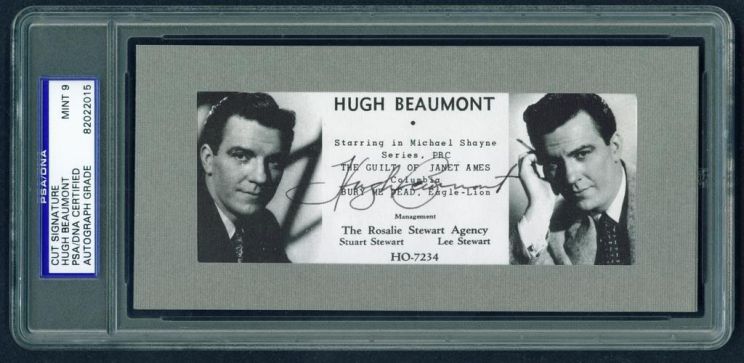 PSA/DNA
CUT SIGNATURE MINT 9
HUGH BEAUMONT
PSA/DNA CERTIFIED
AUTOGRAPH GRADE 82022015
HUGH BEAUMONT
•
Starring in Michael Shayne
Series, PRC
THE GUILT OF JANET AMES
Columbia
BURY ME DEAD, Eagle-Lion
Hugh Beaumont
Management
The Rosalie Stewart Agency
Stuart Stewart Lee Stewart
HO-7234